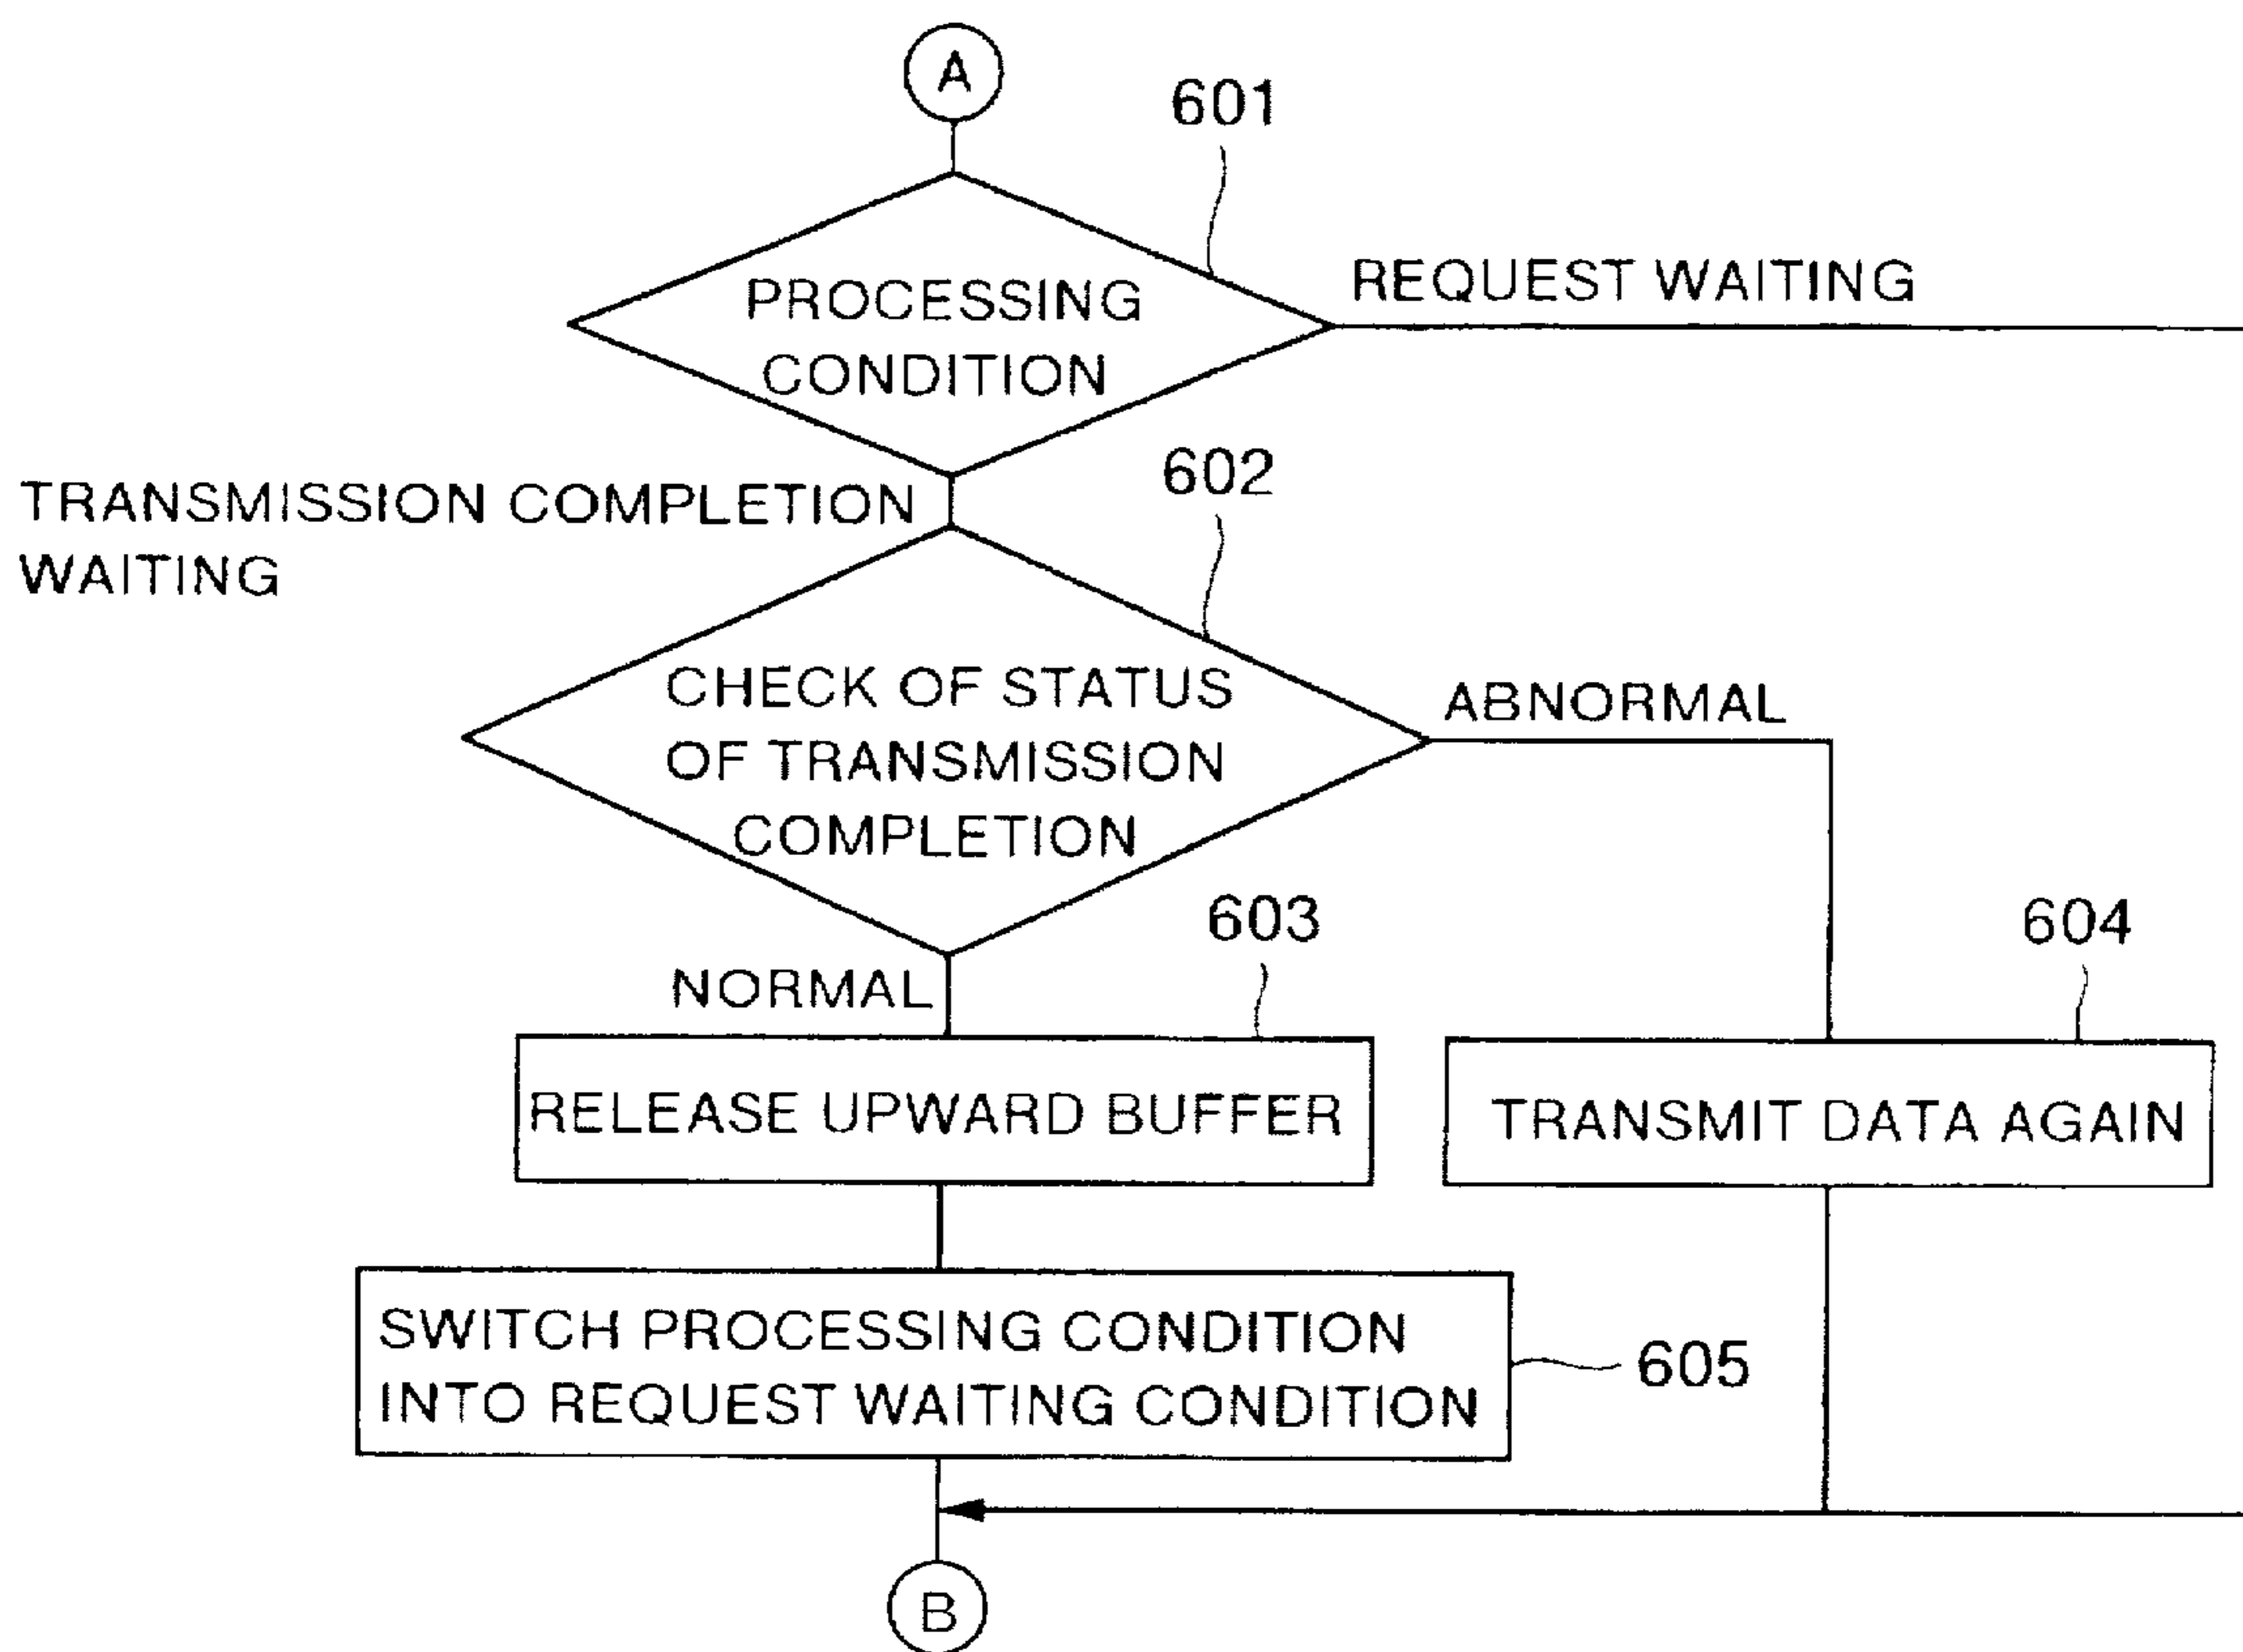 A
601
PROCESSING
CONDITION
REQUEST WAITING
TRANSMISSION COMPLETION
WAITING
602
CHECK OF STATUS
OF TRANSMISSION
COMPLETION
ABNORMAL
NORMAL
603
604
RELEASE UPWARD BUFFER
TRANSMIT DATA AGAIN
SWITCH PROCESSING CONDITION
INTO REQUEST WAITING CONDITION
605
B